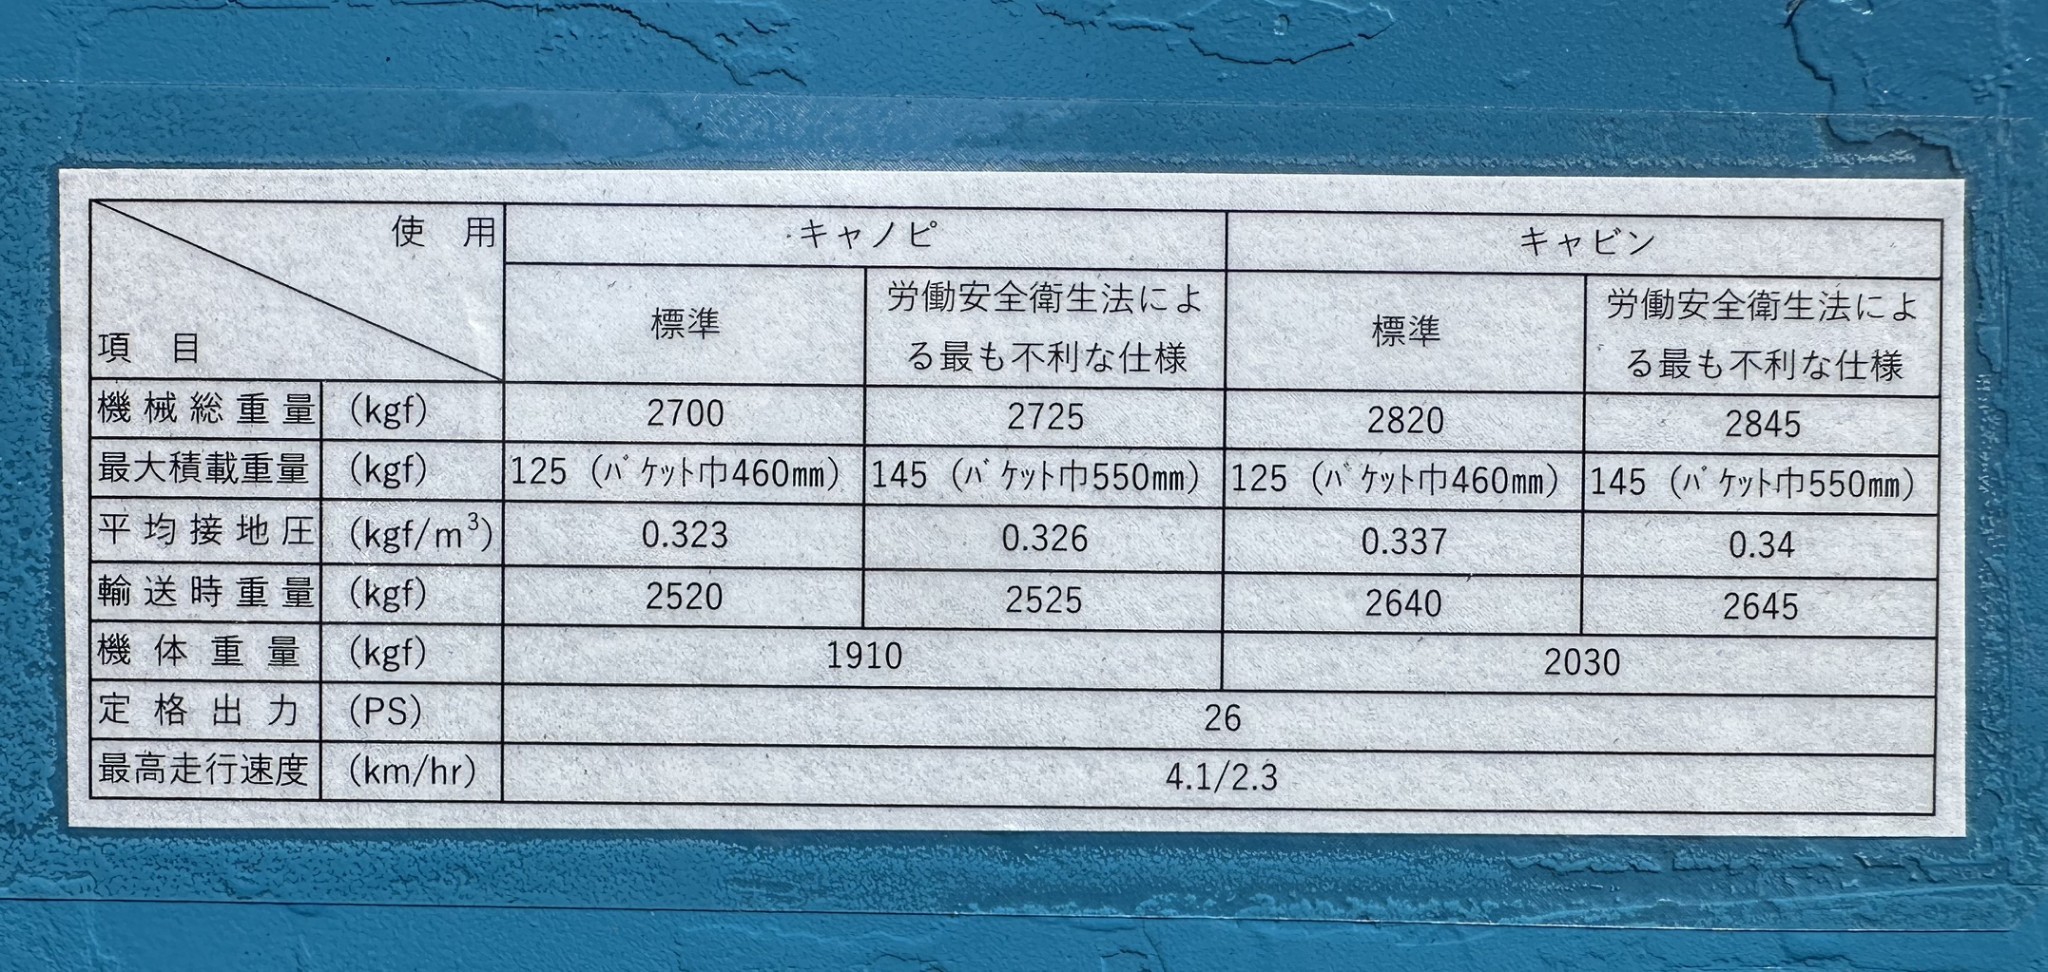 使 用
項 目
キャノピ
キャビン
標準
労働安全衛生法によ
る最も不利な仕様
標準
労働安全衛生法によ
る最も不利な仕様
機械総重量 (kgf) 2700 2725 2820 2845
最大積載重量 (kgf) 125 (ﾊﾞｹｯﾄ巾460㎜) 145 (ﾊﾞｹｯﾄ巾550㎜) 125 (ﾊﾞｹｯﾄ巾460㎜) 145 (ﾊﾞｹｯﾄ巾550㎜)
平均接地圧 (kgf/m³) 0.323 0.326 0.337 0.34
輸送時重量 (kgf) 2520 2525 2640 2645
機体重量 (kgf) 1910 2030
定格出力 (PS) 26
最高走行速度 (km/hr) 4.1/2.3